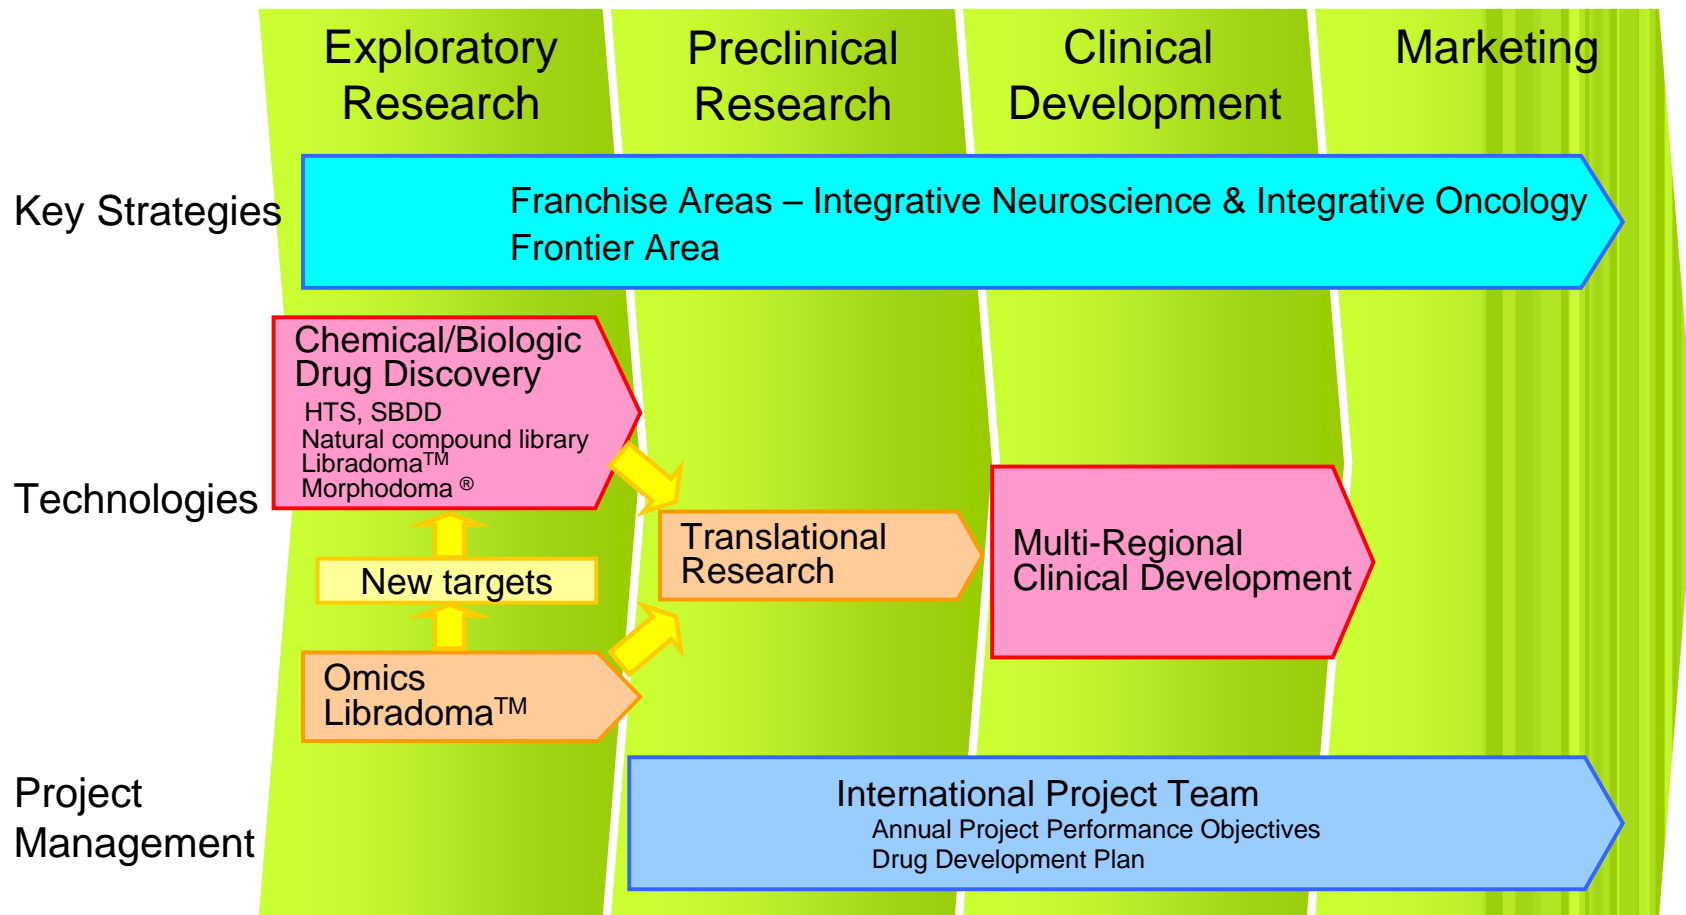 Exploratory
Research
Preclinical
Research
Clinical
Development
Marketing
Key Strategies
Franchise Areas – Integrative Neuroscience & Integrative Oncology
Frontier Area
Technologies
Chemical/Biologic
Drug Discovery
HTS, SBDD
Natural compound library
Libradoma™
Morphodoma ®
New targets
Omics
Libradoma™
Translational
Research
Multi-Regional
Clinical Development
Project
Management
International Project Team
Annual Project Performance Objectives
Drug Development Plan